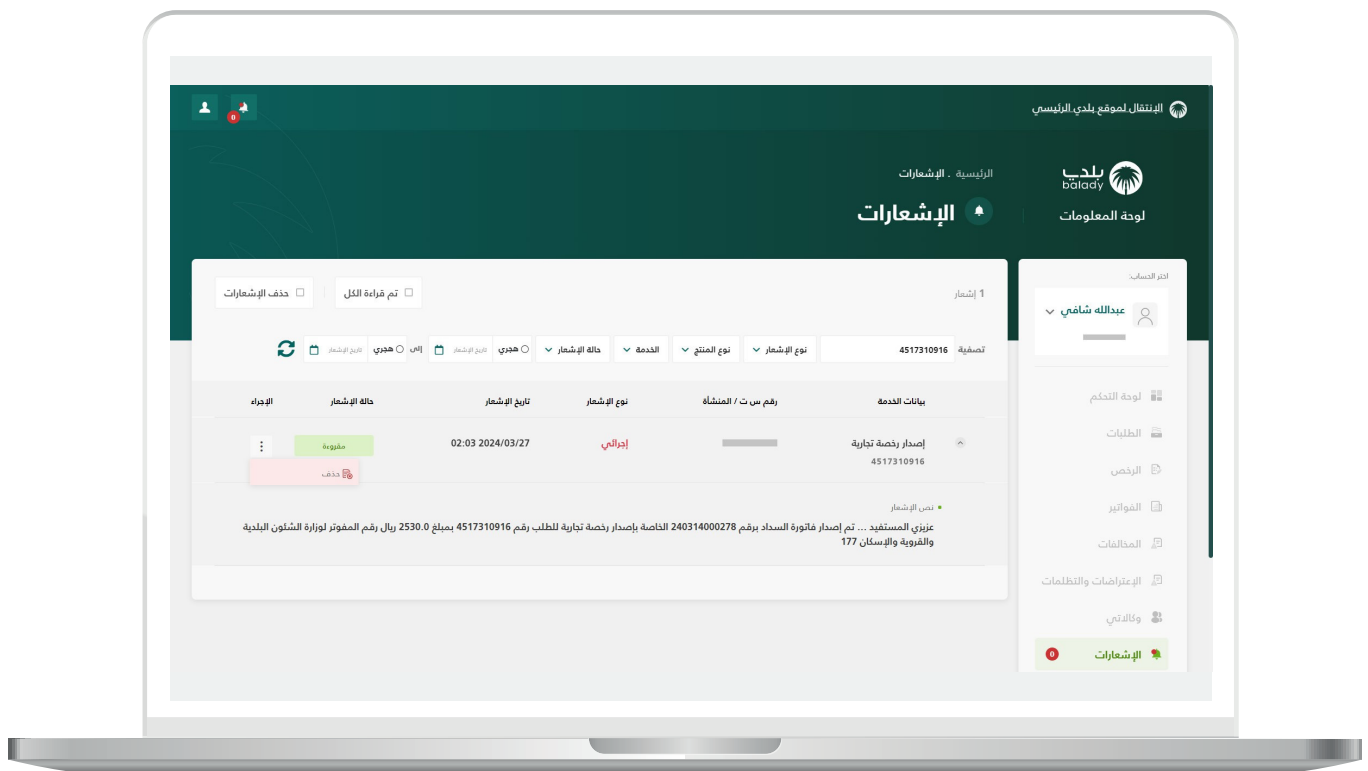 الإنتقال لموقع بلدي الرئيسي
0
بلدي
balady
لوحة المعلومات
الرئيسية . الإشعارات
الإشعارات
اختر الحساب:
عبدالله شافي
لوحة التحكم
الطلبات
الرخص
الفواتير
المخالفات
الإعتراضات والتظلمات
وكالاتي
الإشعارات 0
1 إشعار
تم قراءة الكل
حذف الإشعارات
تصفية 4517310916 نوع الإشعار نوع المنتج الخدمة حالة الإشعار هجري تاريخ الإشعار إلى هجري تاريخ الإشعار
بيانات الخدمة رقم س ت / المنشأة نوع الإشعار تاريخ الإشعار حالة الإشعار الإجراء
إصدار رخصة تجارية إجرائي 02:03 2024/03/27 مقروءة
4517310916
حذف
نص الإشعار
عزيزي المستفيد ... تم إصدار فاتورة السداد برقم 240314000278 الخاصة بإصدار رخصة تجارية للطلب رقم 4517310916 بمبلغ 2530.0 ريال رقم المفوتر لوزارة الشئون البلدية
والقروية والإسكان 177